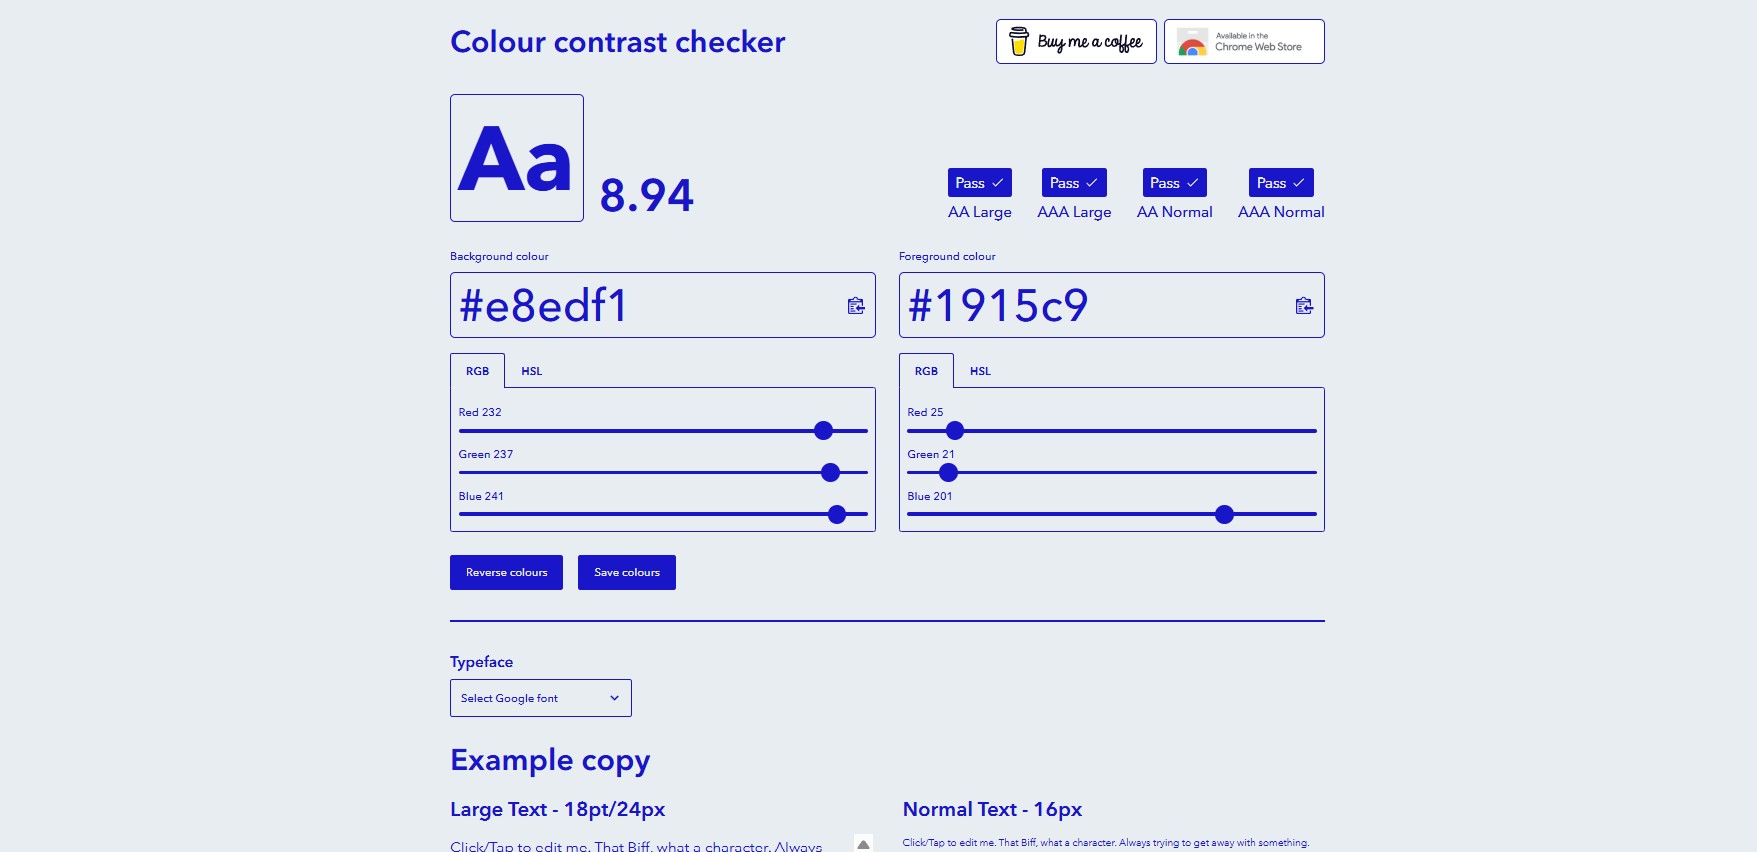 Colour contrast checker
Buy me a coffee
Available in the
Chrome Web Store
Aa
8.94
Pass
AA Large
Pass
AAA Large
Pass
AA Normal
Pass
AAA Normal
Background colour
#e8edf1
RGB HSL
Red 232
Green 237
Blue 241
Foreground colour
#1915c9
RGB HSL
Red 25
Green 21
Blue 201
Reverse colours Save colours
Typeface
Select Google font
Example copy
Large Text - 18pt/24px
Click/Tap to edit me. That Biff, what a character. Always
Normal Text - 16px
Click/Tap to edit me. That Biff, what a character. Always trying to get away with something.